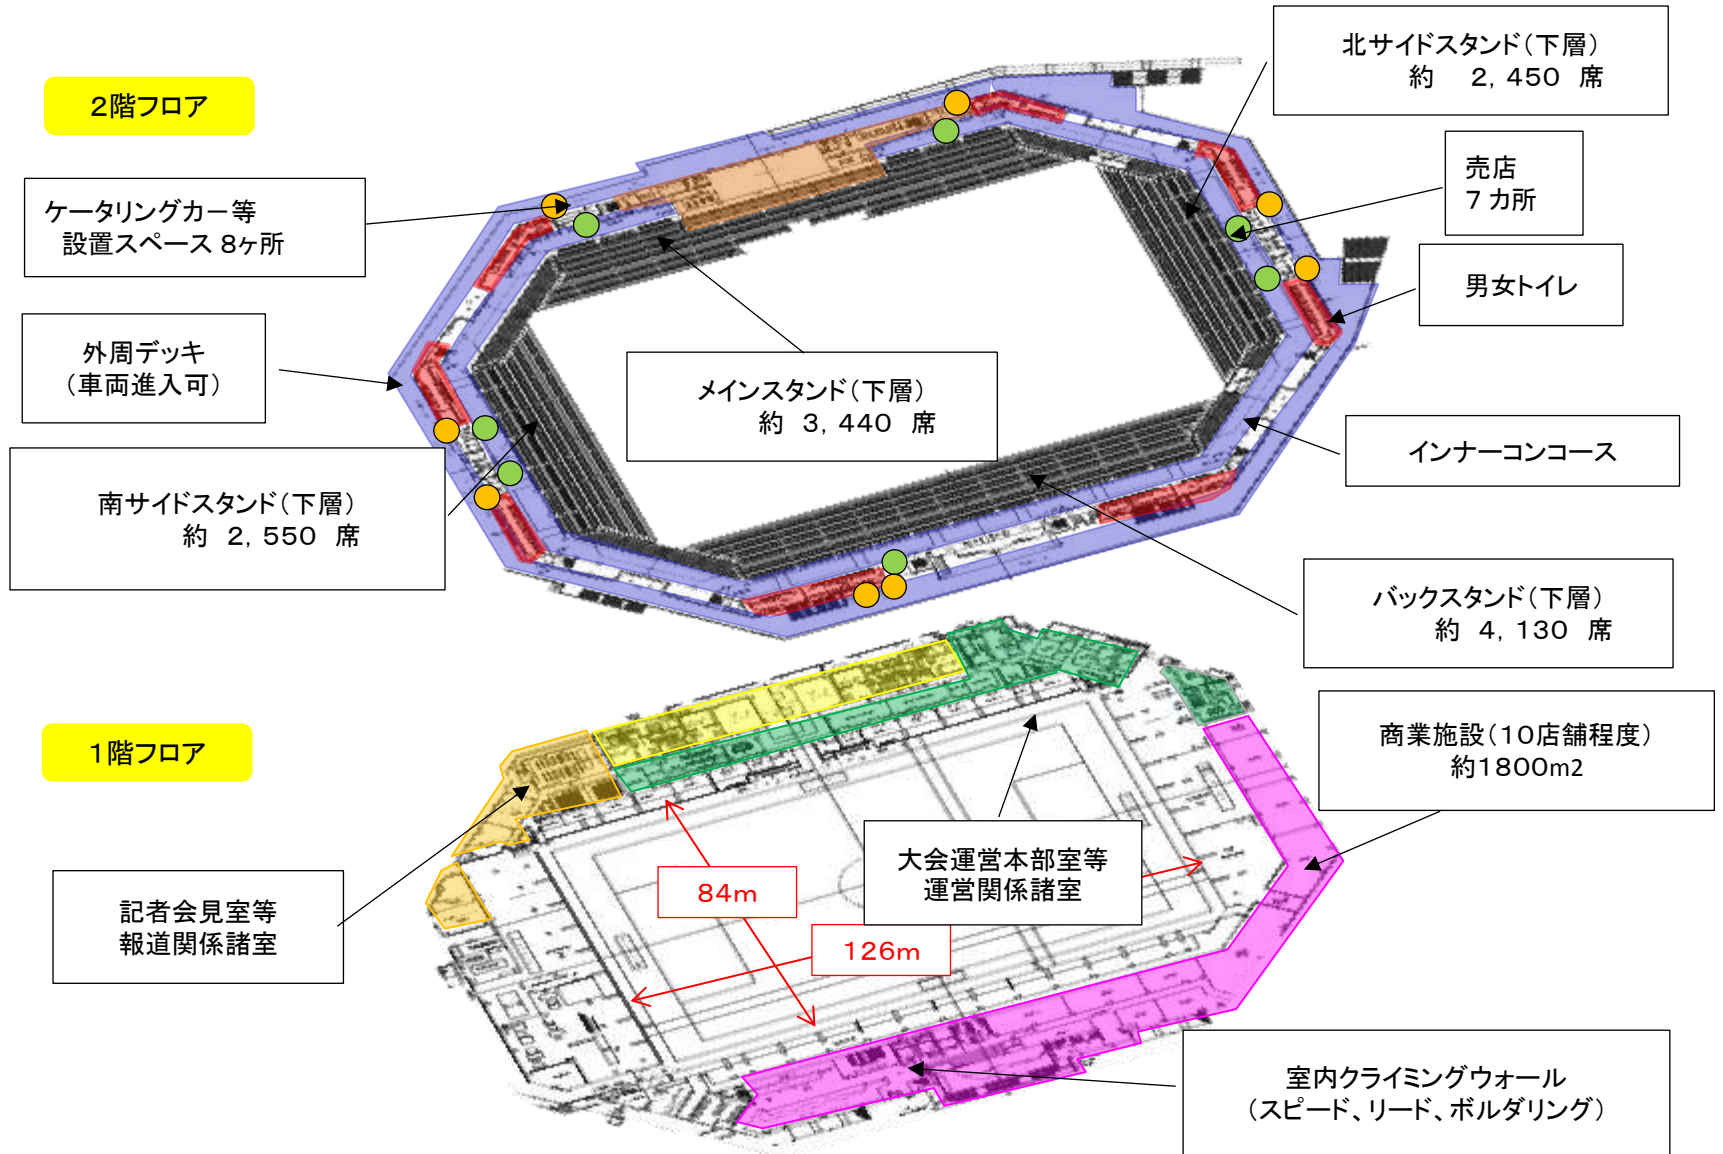 2階フロア
北サイドスタンド（下層）
約　2，450　席
売店
7 カ所
ケータリングカー等
設置スペース 8ヶ所
男女トイレ
外周デッキ
（車両進入可）
メインスタンド（下層）
約　3，440　席
インナーコンコース
南サイドスタンド（下層）
約　2，550　席
バックスタンド（下層）
約　4，130　席
1階フロア
商業施設（10店舗程度）
約1800m2
大会運営本部室等
運営関係諸室
84m
記者会見室等
報道関係諸室
126m
室内クライミングウォール
（スピード、リード、ボルダリング）